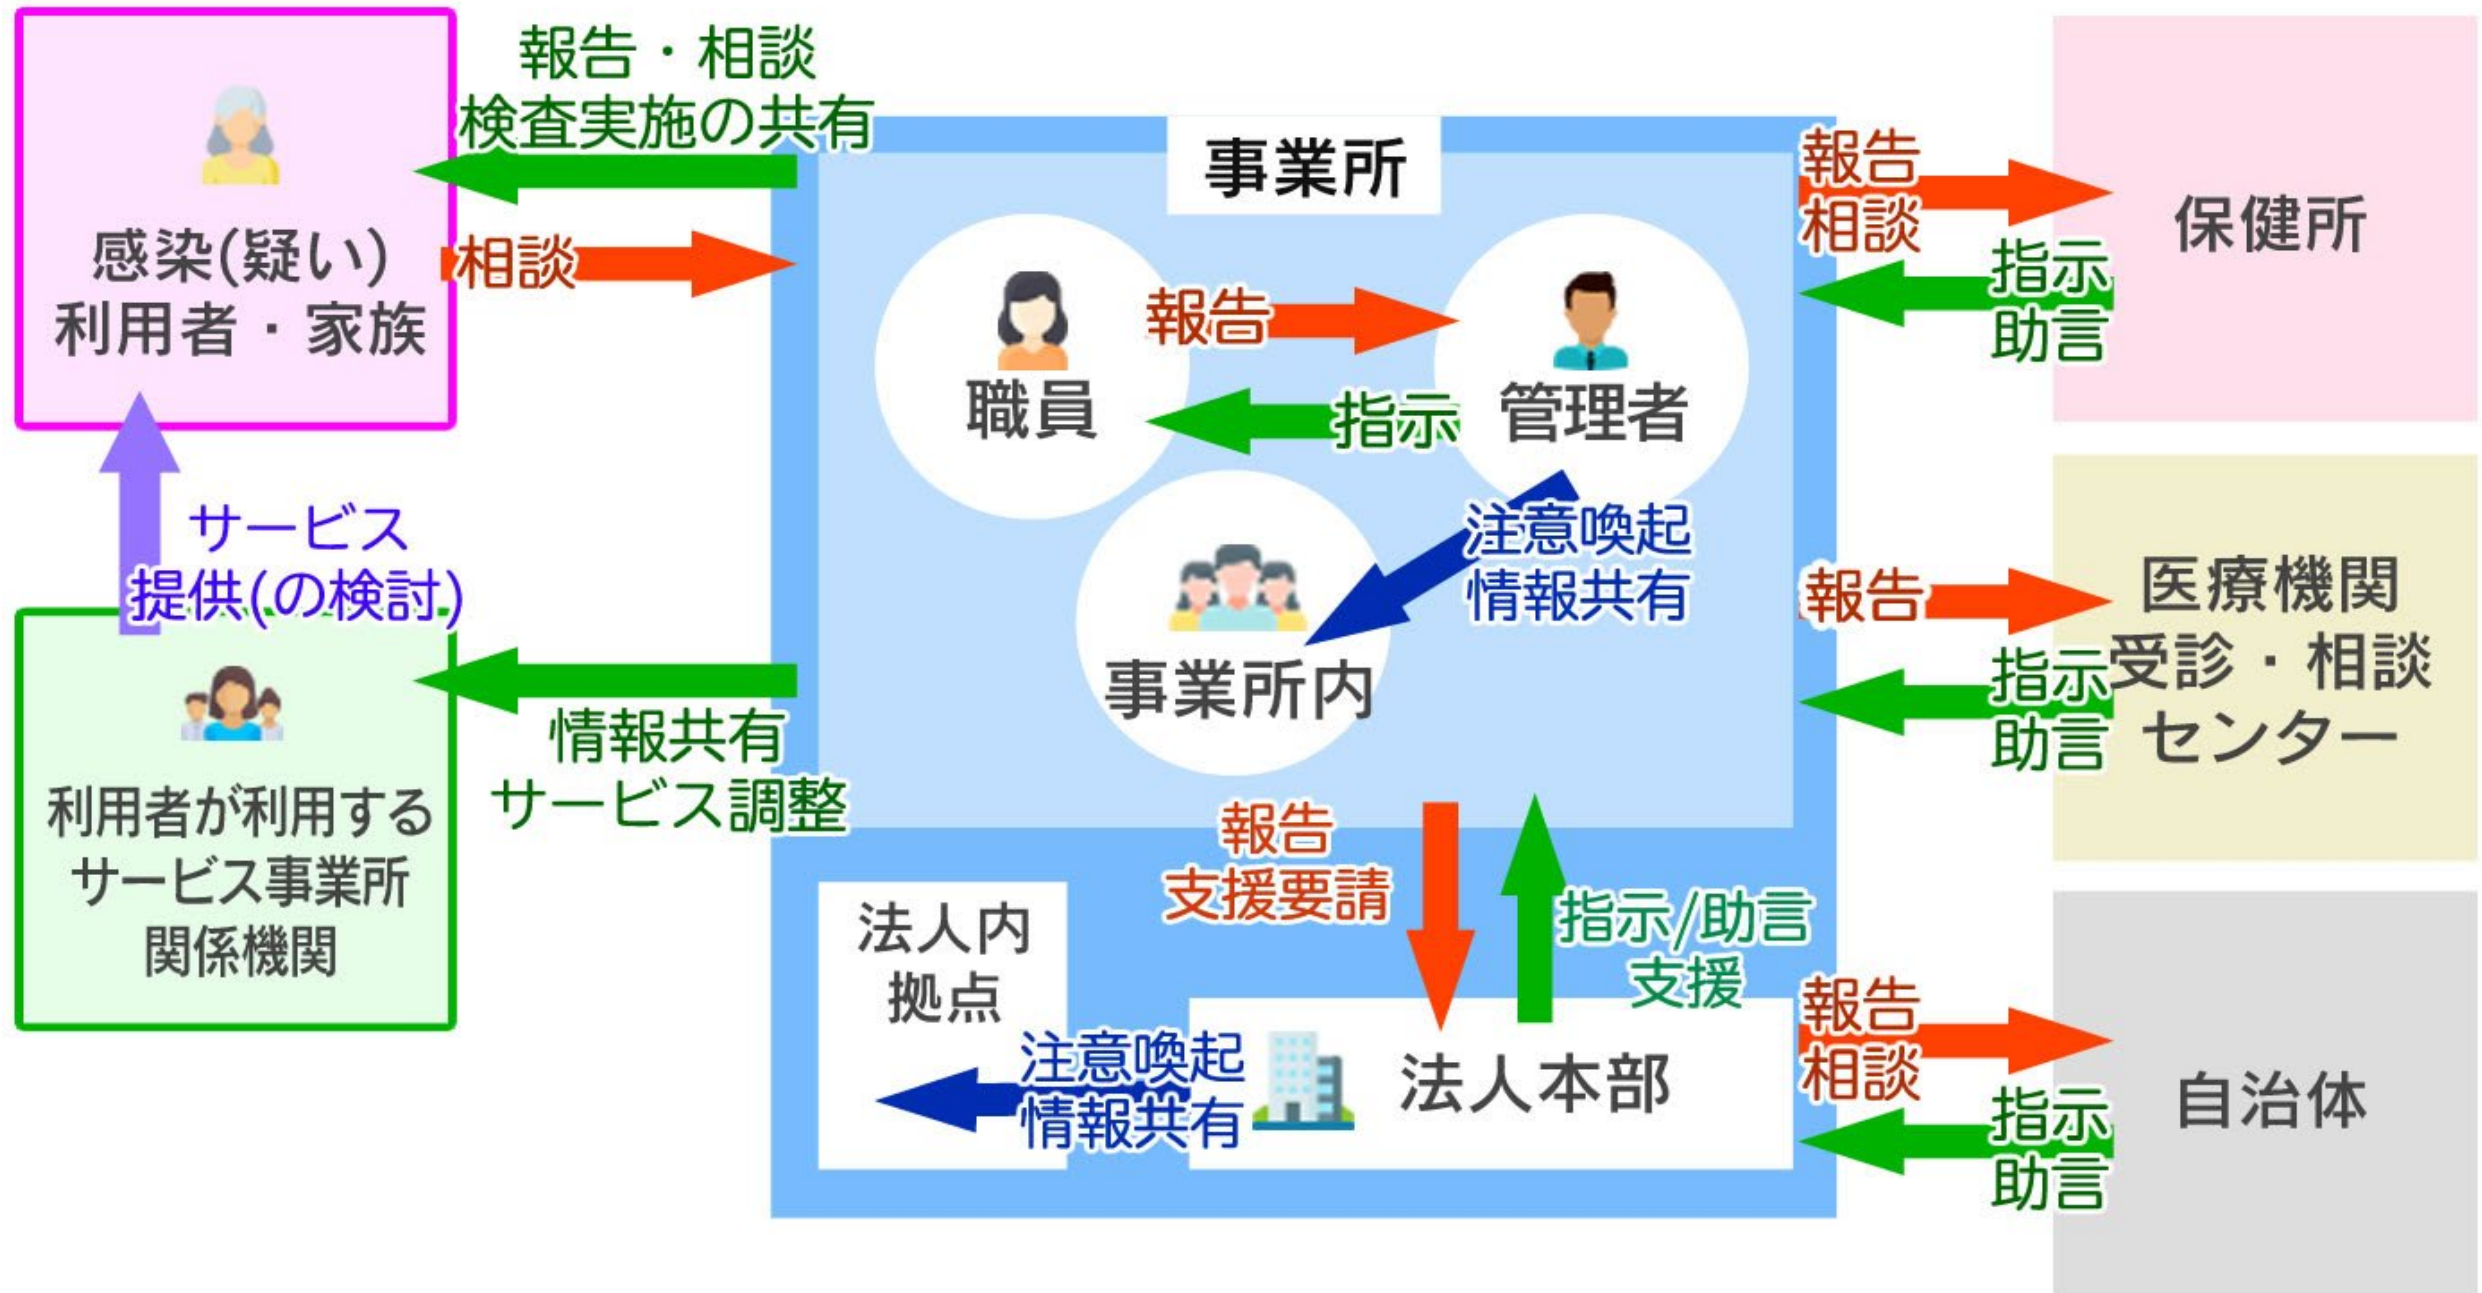 報告・相談
検査実施の共有
感染(疑い)
利用者・家族
相談
サービス
提供(の検討)
利用者が利用する
サービス事業所
関係機関
情報共有
サービス調整
事業所
職員
報告
指示
管理者
注意喚起
情報共有
事業所内
報告
支援要請
指示/助言
支援
法人内
拠点
注意喚起
情報共有
法人本部
報告
相談
指示
助言
保健所
報告
指示
助言
医療機関
受診・相談
センター
報告
相談
指示
助言
自治体